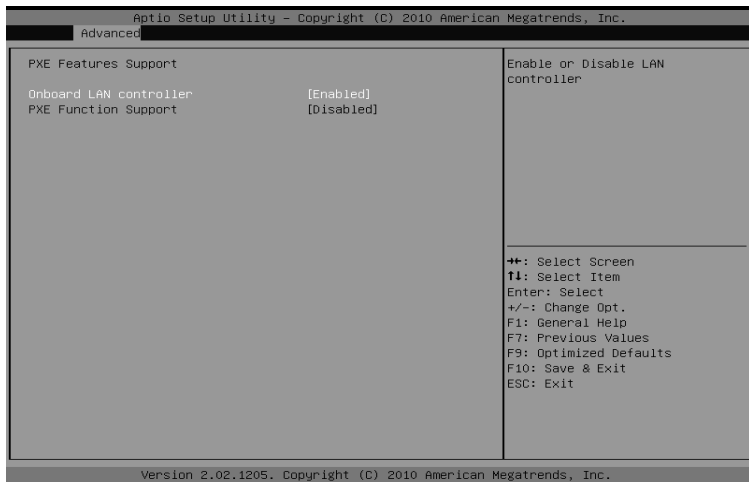 Aptio Setup Utility – Copyright (C) 2010 American Megatrends, Inc.
Advanced
PXE Features Support
Onboard LAN controller [Enabled]
PXE Function Support [Disabled]
Enable or Disable LAN
controller
→←: Select Screen
↑↓: Select Item
Enter: Select
+/-: Change Opt.
F1: General Help
F7: Previous Values
F9: Optimized Defaults
F10: Save & Exit
ESC: Exit
Version 2.02.1205. Copyright (C) 2010 American Megatrends, Inc.